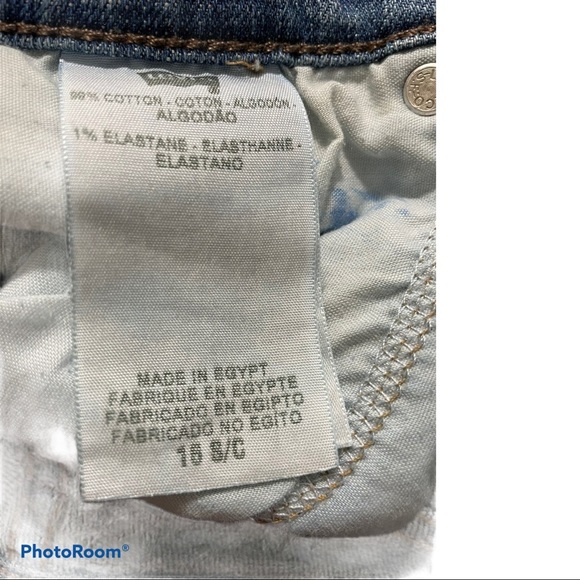 99% COTTON - COTON - ALGODÓN -
ALGODÃO
1% ELASTANE - ELASTHANNE -
ELASTANO
MADE IN EGYPT
FABRIQUE EN EGYPTE
FABRICADO EN EGIPTO
FABRICADO NO EGITO
16 S/C
PhotoRoom®